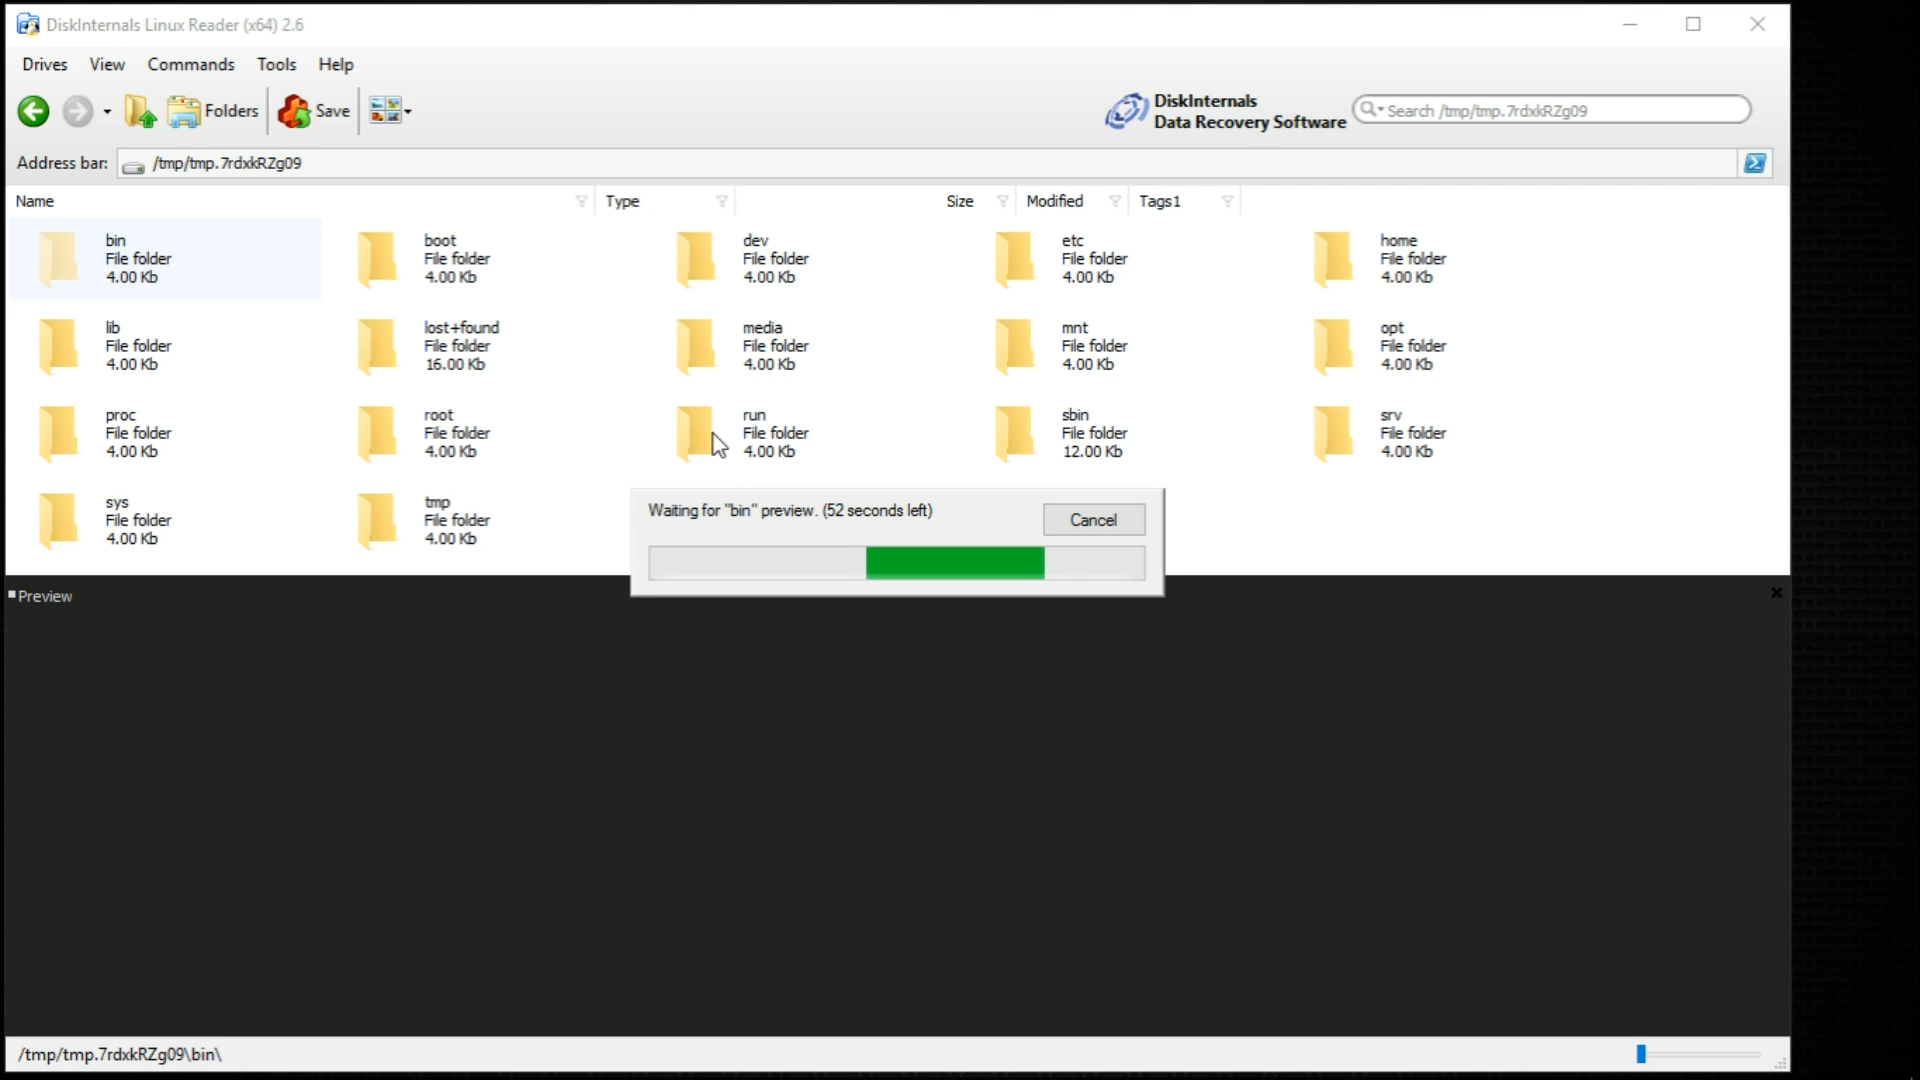 DiskInternals Linux Reader (x64) 2.6
Drives View Commands Tools Help
Folders Save
DiskInternals
Data Recovery Software
Search /tmp/tmp.7rdxkRZg09
Address bar: /tmp/tmp.7rdxkRZg09
Name Type Size Modified Tags1
bin
File folder
4.00 Kb
boot
File folder
4.00 Kb
dev
File folder
4.00 Kb
etc
File folder
4.00 Kb
home
File folder
4.00 Kb
lib
File folder
4.00 Kb
lost+found
File folder
16.00 Kb
media
File folder
4.00 Kb
mnt
File folder
4.00 Kb
opt
File folder
4.00 Kb
proc
File folder
4.00 Kb
root
File folder
4.00 Kb
run
File folder
4.00 Kb
sbin
File folder
12.00 Kb
srv
File folder
4.00 Kb
sys
File folder
4.00 Kb
tmp
File folder
4.00 Kb
Waiting for "bin" preview. (52 seconds left)
Cancel
Preview
/tmp/tmp.7rdxkRZg09\bin\